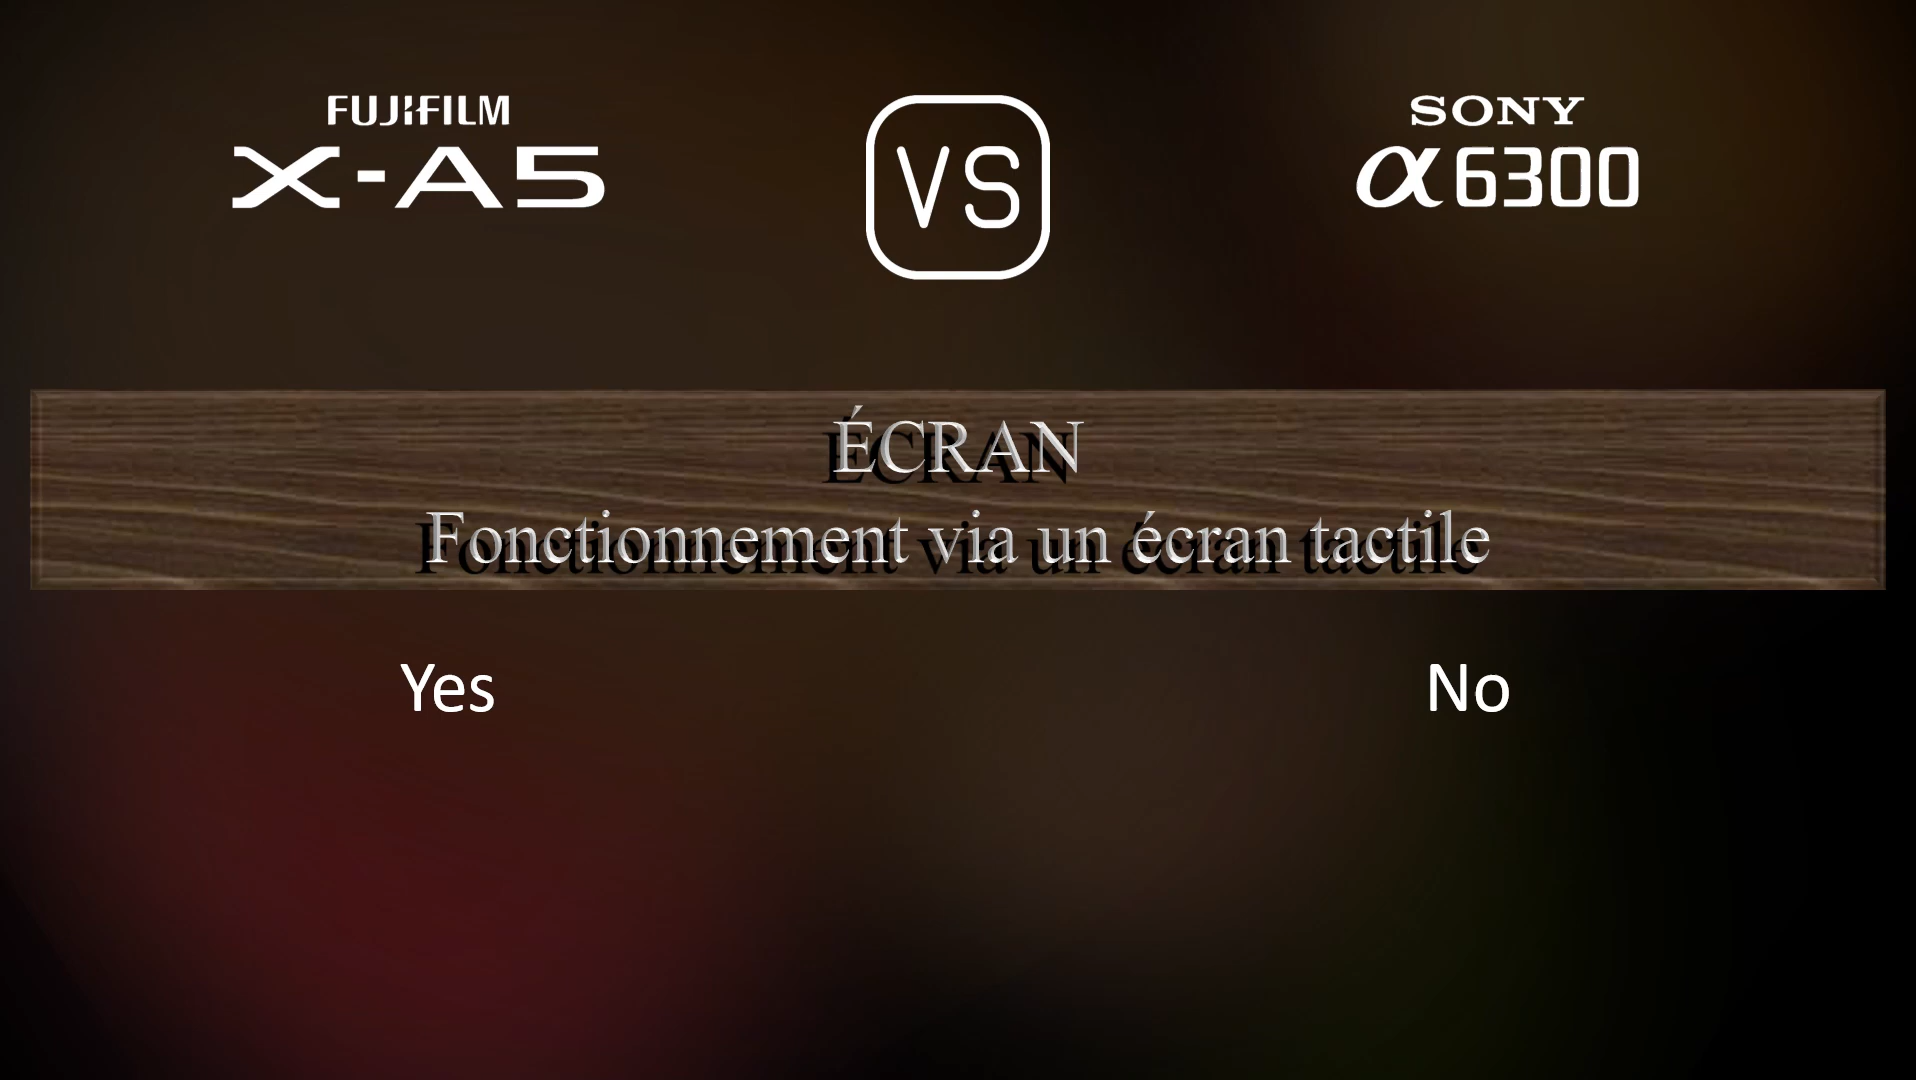 FUJIFILM
X-A5
VS
SONY
α6300
ÉCRAN
Fonctionnement via un écran tactile
Yes
No